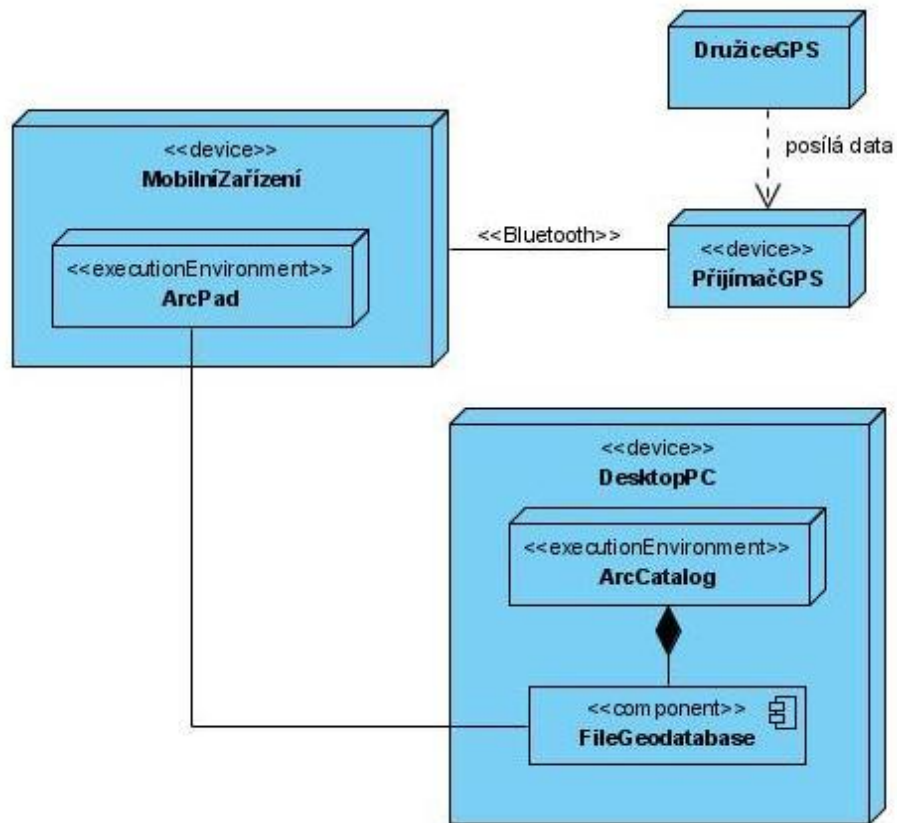 DružiceGPS
posílá data
<<device>>
MobilníZařízení
<<executionEnvironment>>
ArcPad
<<Bluetooth>>
<<device>>
PřijímačGPS
<<device>>
DesktopPC
<<executionEnvironment>>
ArcCatalog
<<component>>
FileGeodatabase